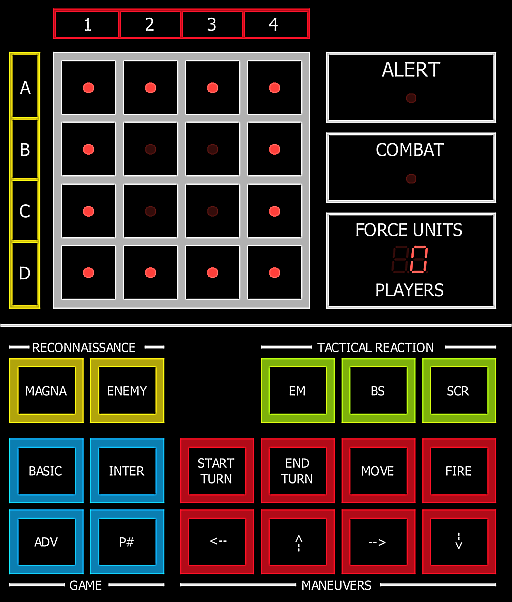 1 2 3 4
A
B
C
D
ALERT
COMBAT
FORCE UNITS
0
PLAYERS
RECONNAISSANCE
TACTICAL REACTION
MAGNA ENEMY EM BS SCR
BASIC INTER START TURN END TURN MOVE FIRE
ADV P# <-- ^¦ --> ¦v
GAME MANEUVERS